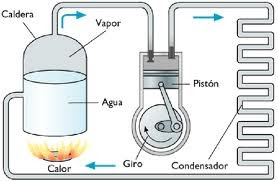 Caldera
Vapor
Pistón
Agua
Calor
Giro
Condensador